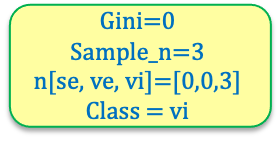 Gini=0
Sample_n=3
n[se, ve, vi]=[0,0,3]
Class = vi